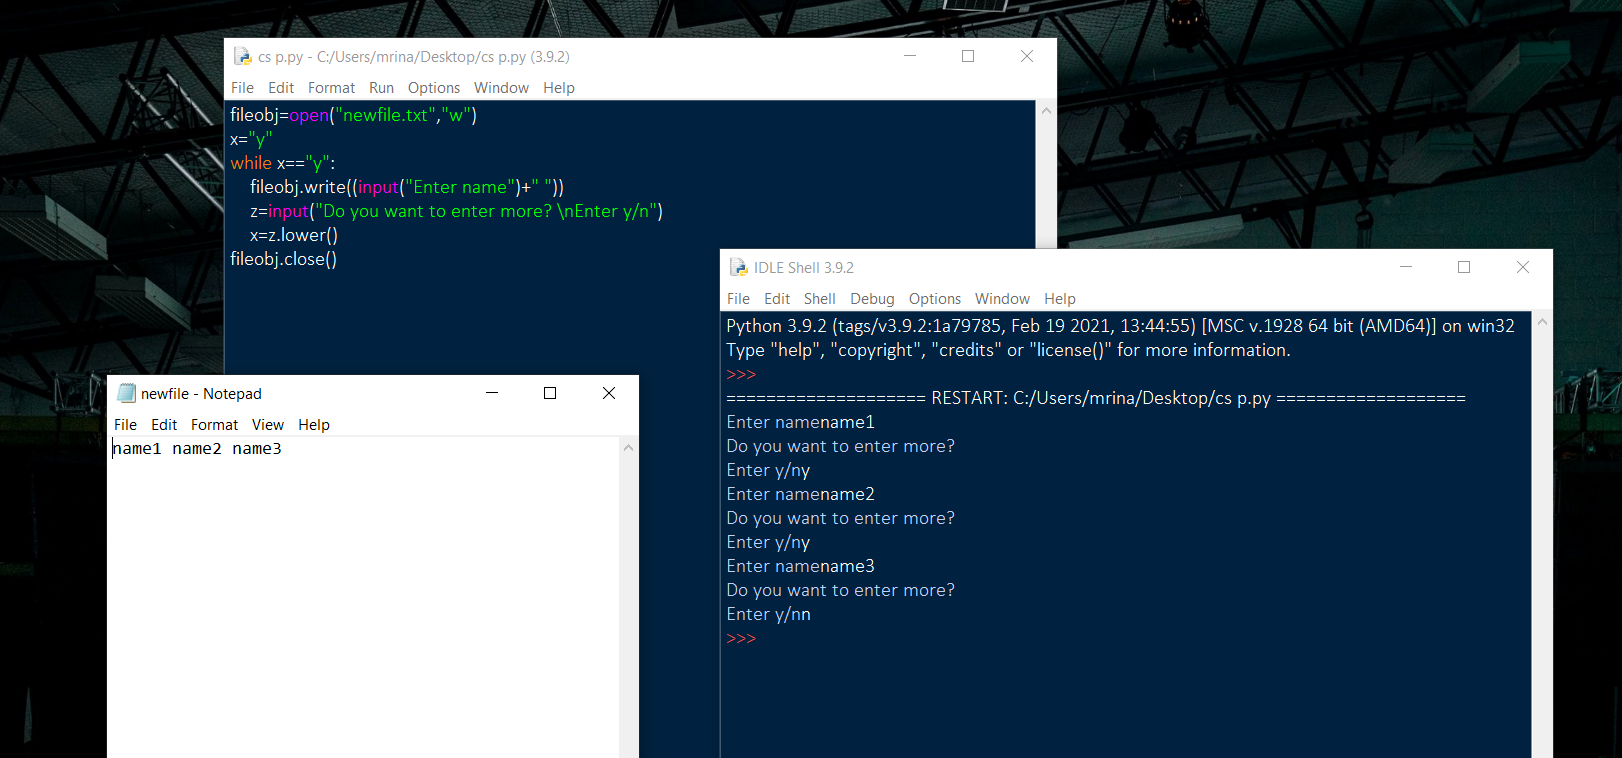 cs p.py - C:/Users/mrina/Desktop/cs p.py (3.9.2)
File Edit Format Run Options Window Help
fileobj=open("newfile.txt","w")
x="y"
while x=="y":
    fileobj.write((input("Enter name")+" "))
    z=input("Do you want to enter more? \nEnter y/n")
    x=z.lower()
fileobj.close()
IDLE Shell 3.9.2
File Edit Shell Debug Options Window Help
Python 3.9.2 (tags/v3.9.2:1a79785, Feb 19 2021, 13:44:55) [MSC v.1928 64 bit (AMD64)] on win32
Type "help", "copyright", "credits" or "license()" for more information.
>>>
==================== RESTART: C:/Users/mrina/Desktop/cs p.py ===================
Enter namename1
Do you want to enter more?
Enter y/ny
Enter namename2
Do you want to enter more?
Enter y/ny
Enter namename3
Do you want to enter more?
Enter y/nn
>>>
newfile - Notepad
File Edit Format View Help
name1 name2 name3